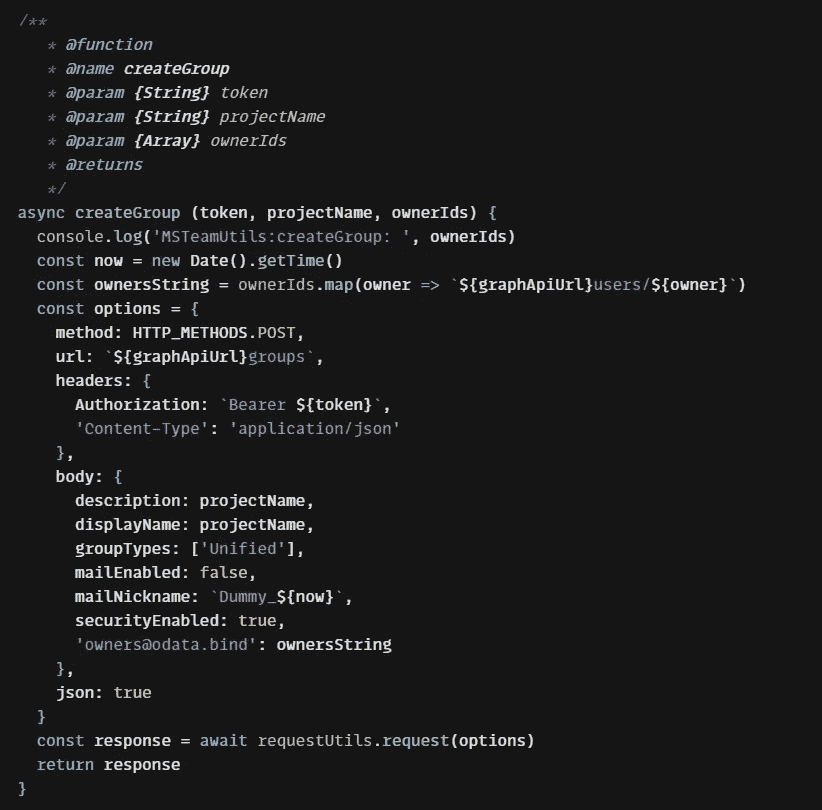 /**
   * @function
   * @name createGroup
   * @param {String} token
   * @param {String} projectName
   * @param {Array} ownerIds
   * @returns
   */
async createGroup (token, projectName, ownerIds) {
  console.log('MSTeamUtils:createGroup: ', ownerIds)
  const now = new Date().getTime()
  const ownersString = ownerIds.map(owner => `${graphApiUrl}users/${owner}`)
  const options = {
    method: HTTP_METHODS.POST,
    url: `${graphApiUrl}groups`,
    headers: {
      Authorization: `Bearer ${token}`,
      'Content-Type': 'application/json'
    },
    body: {
      description: projectName,
      displayName: projectName,
      groupTypes: ['Unified'],
      mailEnabled: false,
      mailNickname: `Dummy_${now}`,
      securityEnabled: true,
      'owners@odata.bind': ownersString
    },
    json: true
  }
  const response = await requestUtils.request(options)
  return response
}